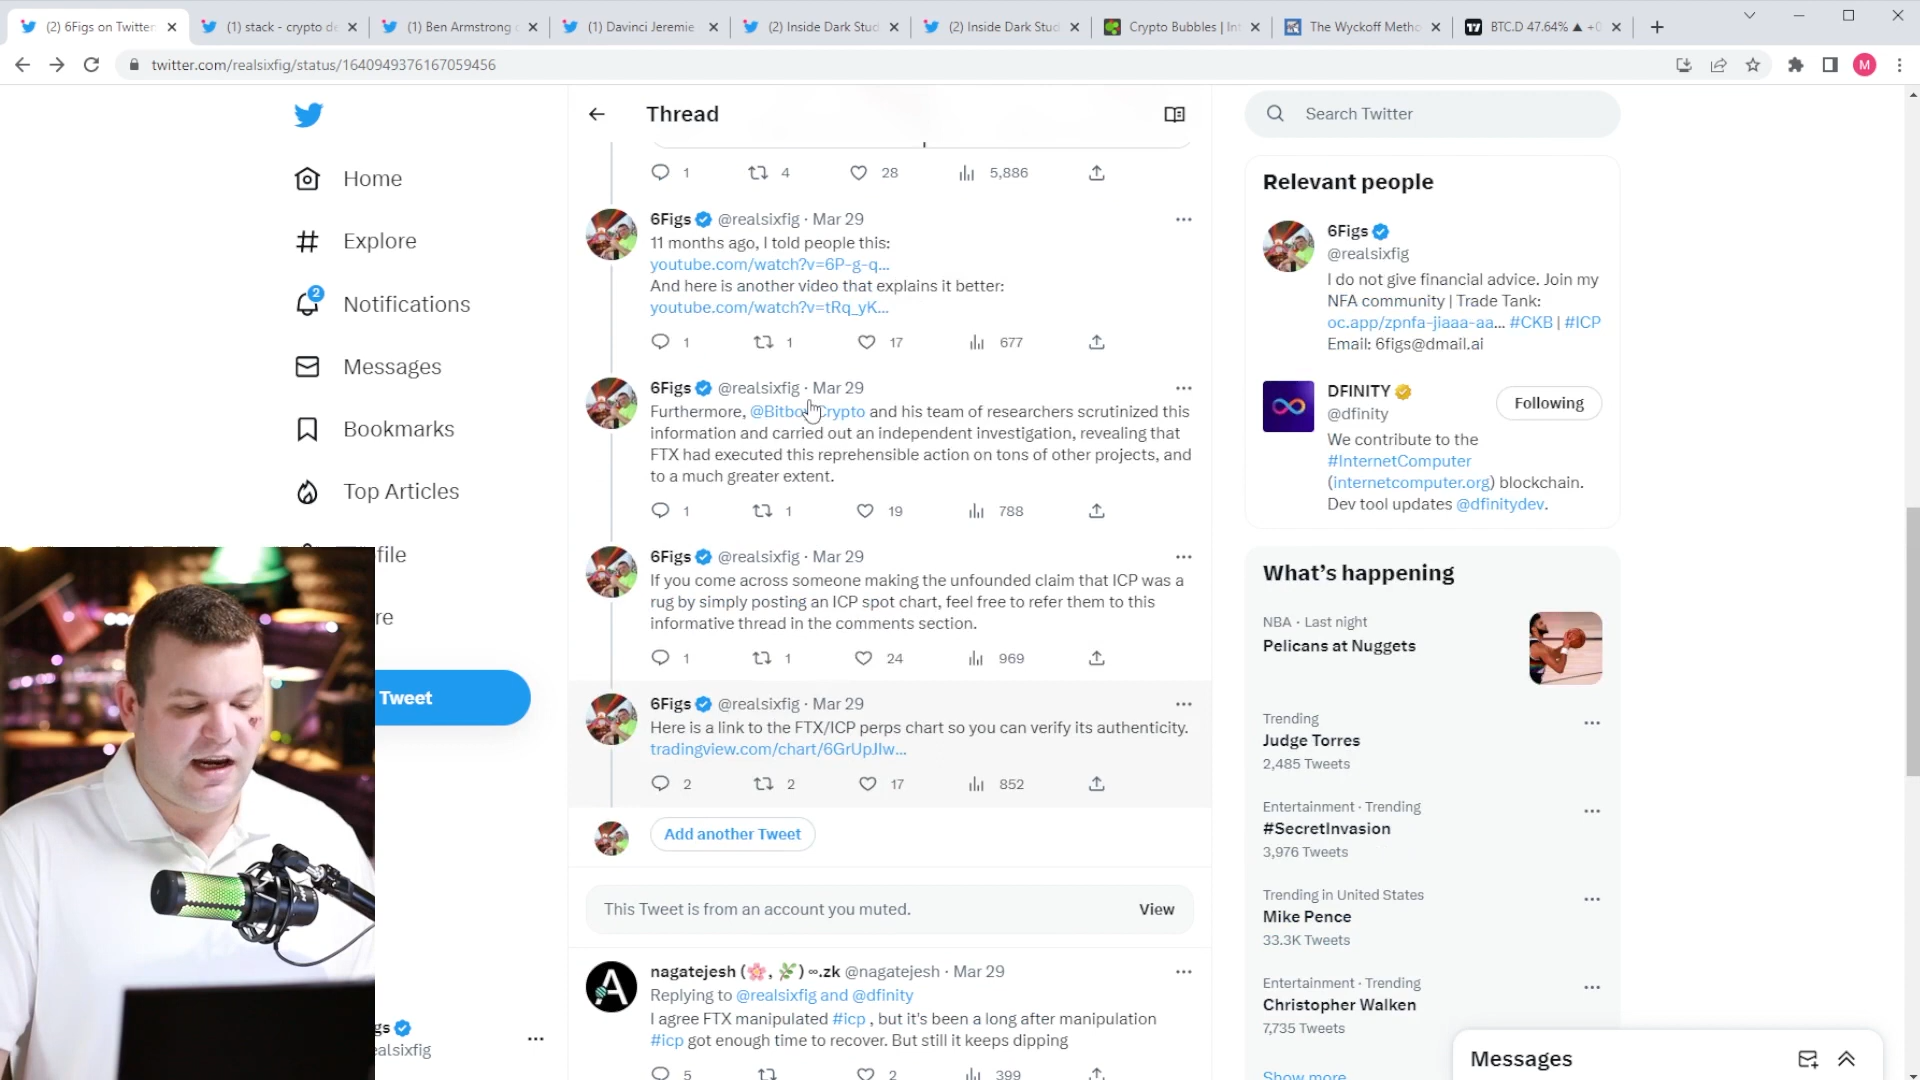 (2) 6Figs on Twitter:
(1) stack - crypto de
(1) Ben Armstrong
(1) Davinci Jeremie
(2) Inside Dark Stud
(2) Inside Dark Stud
Crypto Bubbles | Int
The Wyckoff Metho
BTC.D 47.64% ▲ +0
twitter.com/realsixfig/status/1640949376167059456
M
Home
Explore
2
Notifications
Messages
Bookmarks
Top Articles
file
re
Tweet
gs
ealsixfig
Thread
1 4 28 5,886
6Figs @realsixfig · Mar 29
11 months ago, I told people this:
youtube.com/watch?v=6P-g-q...
And here is another video that explains it better:
youtube.com/watch?v=tRq_yK...
1 1 17 677
6Figs @realsixfig · Mar 29
Furthermore, @Bitboy_Crypto and his team of researchers scrutinized this
information and carried out an independent investigation, revealing that
FTX had executed this reprehensible action on tons of other projects, and
to a much greater extent.
1 1 19 788
6Figs @realsixfig · Mar 29
If you come across someone making the unfounded claim that ICP was a
rug by simply posting an ICP spot chart, feel free to refer them to this
informative thread in the comments section.
1 1 24 969
6Figs @realsixfig · Mar 29
Here is a link to the FTX/ICP perps chart so you can verify its authenticity.
tradingview.com/chart/6GrUpJIw...
2 2 17 852
Add another Tweet
This Tweet is from an account you muted.
View
nagatejesh (🌸, 🌿) ∞.zk @nagatejesh · Mar 29
Replying to @realsixfig and @dfinity
I agree FTX manipulated #icp , but it's been a long after manipulation
#icp got enough time to recover. But still it keeps dipping
5 2 399
Search Twitter
Relevant people
6Figs
@realsixfig
I do not give financial advice. Join my
NFA community | Trade Tank:
oc.app/zpnfa-jiaaa-aa... #CKB | #ICP
Email: 6figs@dmail.ai
DFINITY
@dfinity
Following
We contribute to the
#InternetComputer
(internetcomputer.org) blockchain.
Dev tool updates @dfinitydev.
What's happening
NBA · Last night
Pelicans at Nuggets
Trending
Judge Torres
2,485 Tweets
Entertainment · Trending
#SecretInvasion
3,976 Tweets
Trending in United States
Mike Pence
33.3K Tweets
Entertainment · Trending
Christopher Walken
7,735 Tweets
Show more
Messages